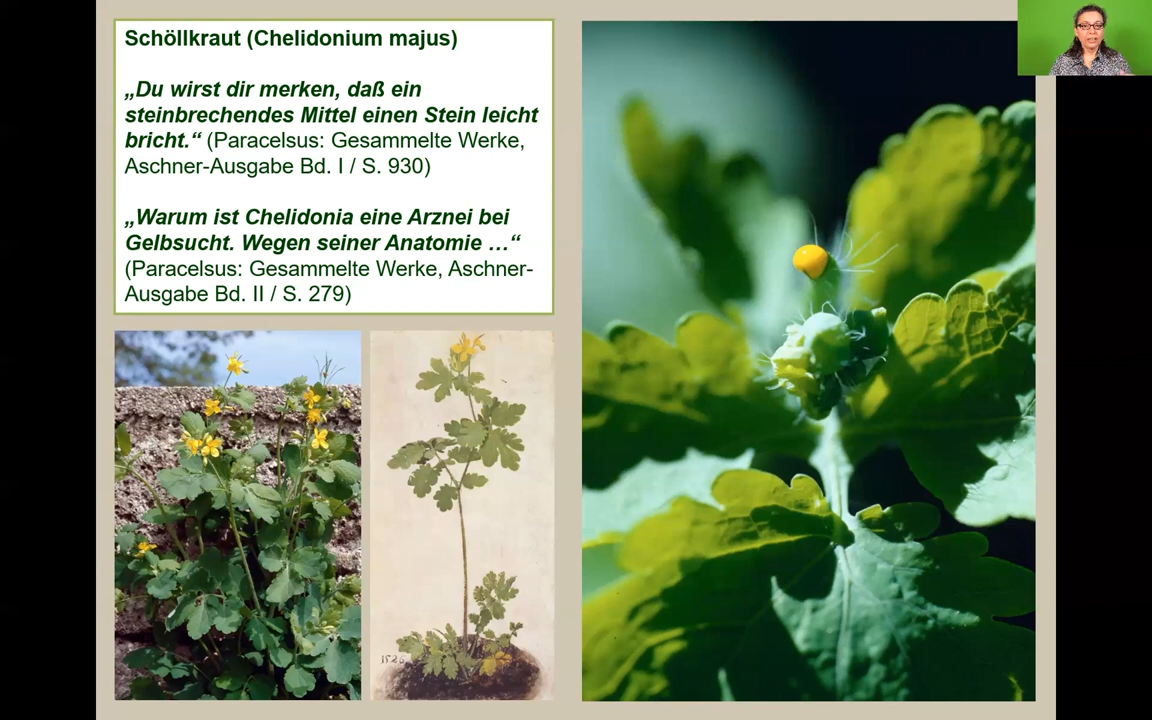 Schöllkraut (Chelidonium majus)
„Du wirst dir merken, daß ein
steinbrechendes Mittel einen Stein leicht
bricht.“ (Paracelsus: Gesammelte Werke,
Aschner-Ausgabe Bd. I / S. 930)
„Warum ist Chelidonia eine Arznei bei
Gelbsucht. Wegen seiner Anatomie …“
(Paracelsus: Gesammelte Werke, Aschner-
Ausgabe Bd. II / S. 279)
1526